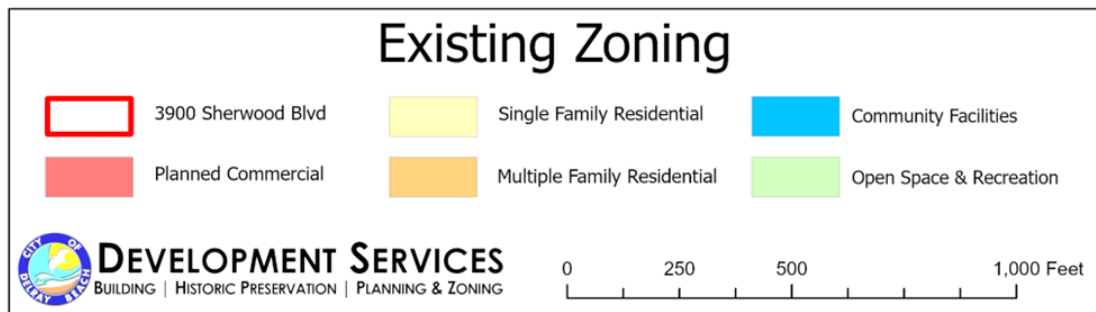 Existing Zoning
3900 Sherwood Blvd
Single Family Residential
Community Facilities
Planned Commercial
Multiple Family Residential
Open Space & Recreation
CITY OF
DELRAY BEACH
DEVELOPMENT SERVICES
BUILDING | HISTORIC PRESERVATION | PLANNING & ZONING
0 250 500 1,000 Feet